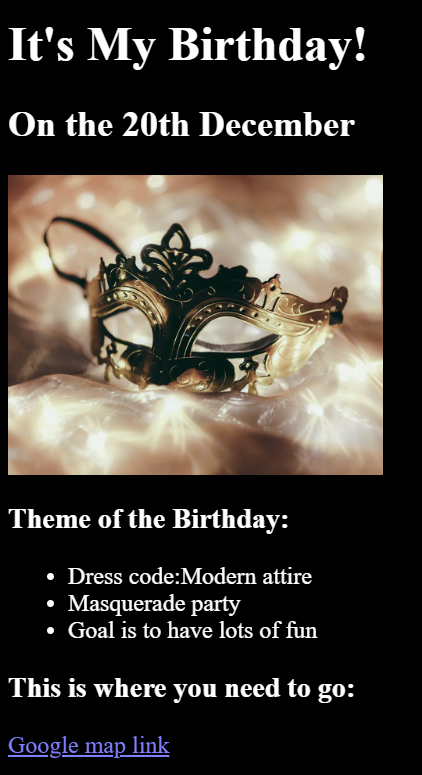 It's My Birthday!
On the 20th December
Theme of the Birthday:
Dress code:Modern attire
Masquerade party
Goal is to have lots of fun
This is where you need to go:
Google map link